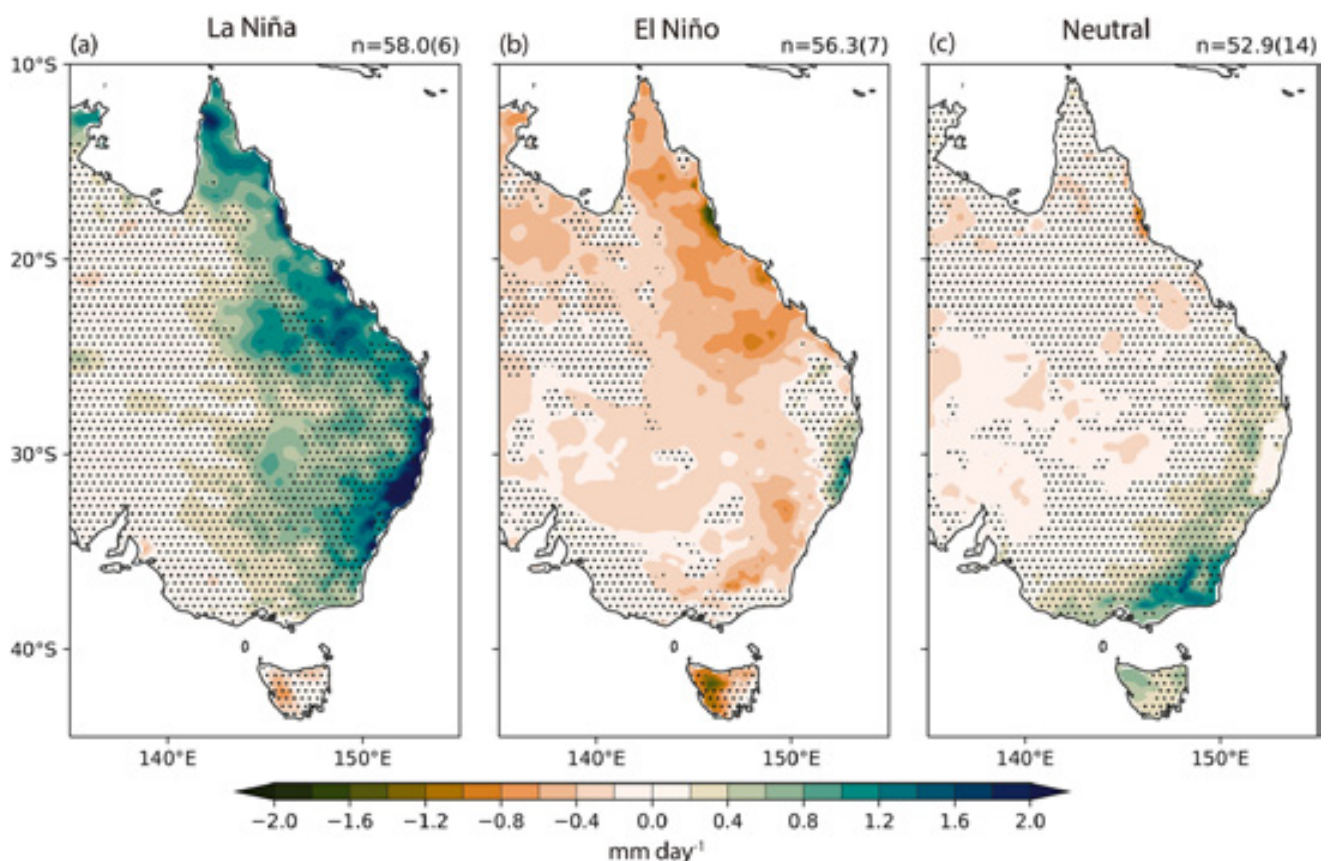 La Niña El Niño Neutral
(a) n=58.0(6) (b) n=56.3(7) (c) n=52.9(14)
10°S
20°S
30°S
40°S
140°E 150°E 140°E 150°E 140°E 150°E
−2.0 −1.6 −1.2 −0.8 −0.4 0.0 0.4 0.8 1.2 1.6 2.0
mm day⁻¹